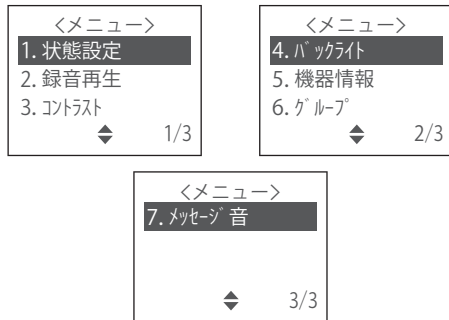 <メニュー>
1. 状態設定
2. 録音再生
3. ｺﾝﾄﾗｽﾄ
1/3
<メニュー>
4. ﾊﾞｯｸﾗｲﾄ
5. 機器情報
6. ｸﾞﾙｰﾌﾟ
2/3
<メニュー>
7. ﾒｯｾｰｼﾞ音
3/3